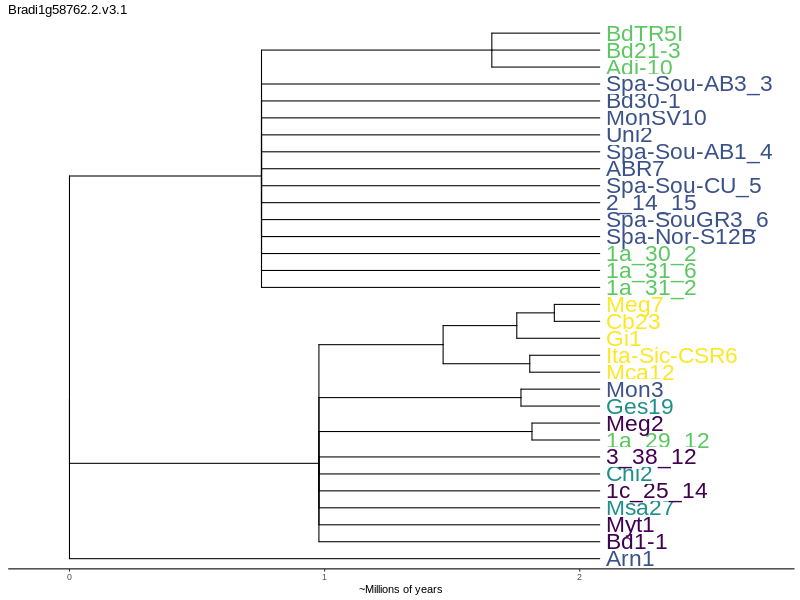 Bradi1g58762.2.v3.1
BdTR5I
Bd21-3
Adi-10
Spa-Sou-AB3_3
Bd30-1
MonSV10
Uni2
Spa-Sou-AB1_4
ABR7
Spa-Sou-CU_5
2_14_15
Spa-SouGR3_6
Spa-Nor-S12B
1a_30_2
1a_31_6
1a_31_2
Meg7
Cb23
Gi1
Ita-Sic-CSR6
Mca12
Mon3
Ges19
Meg2
1a_29_12
3_38_12
Chi2
1c_25_14
Msa27
Myt1
Bd1-1
Arn1
0 1 2
~Millions of years